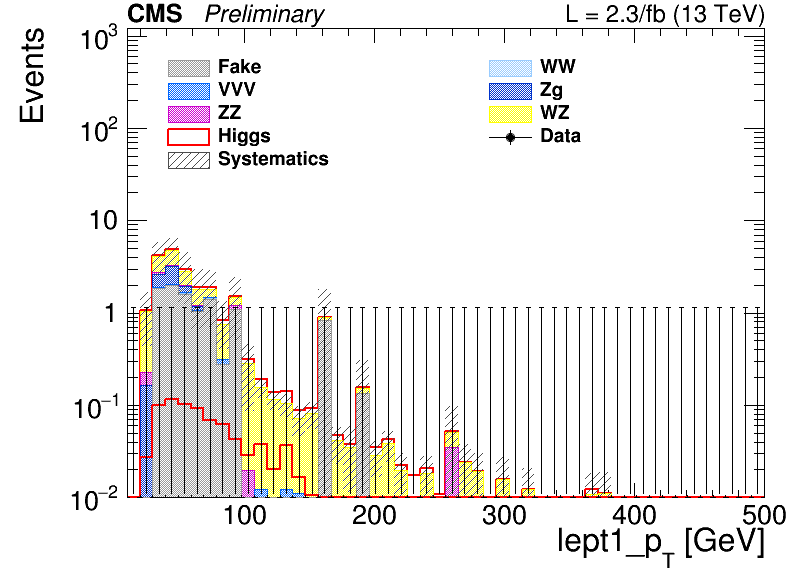 CMS Preliminary L = 2.3/fb (13 TeV)
Events
10³
10²
10
1
10⁻¹
10⁻²
Fake
VVV
ZZ
Higgs
Systematics
WW
Zg
WZ
Data
100 200 300 400 500
lept1_p_T [GeV]